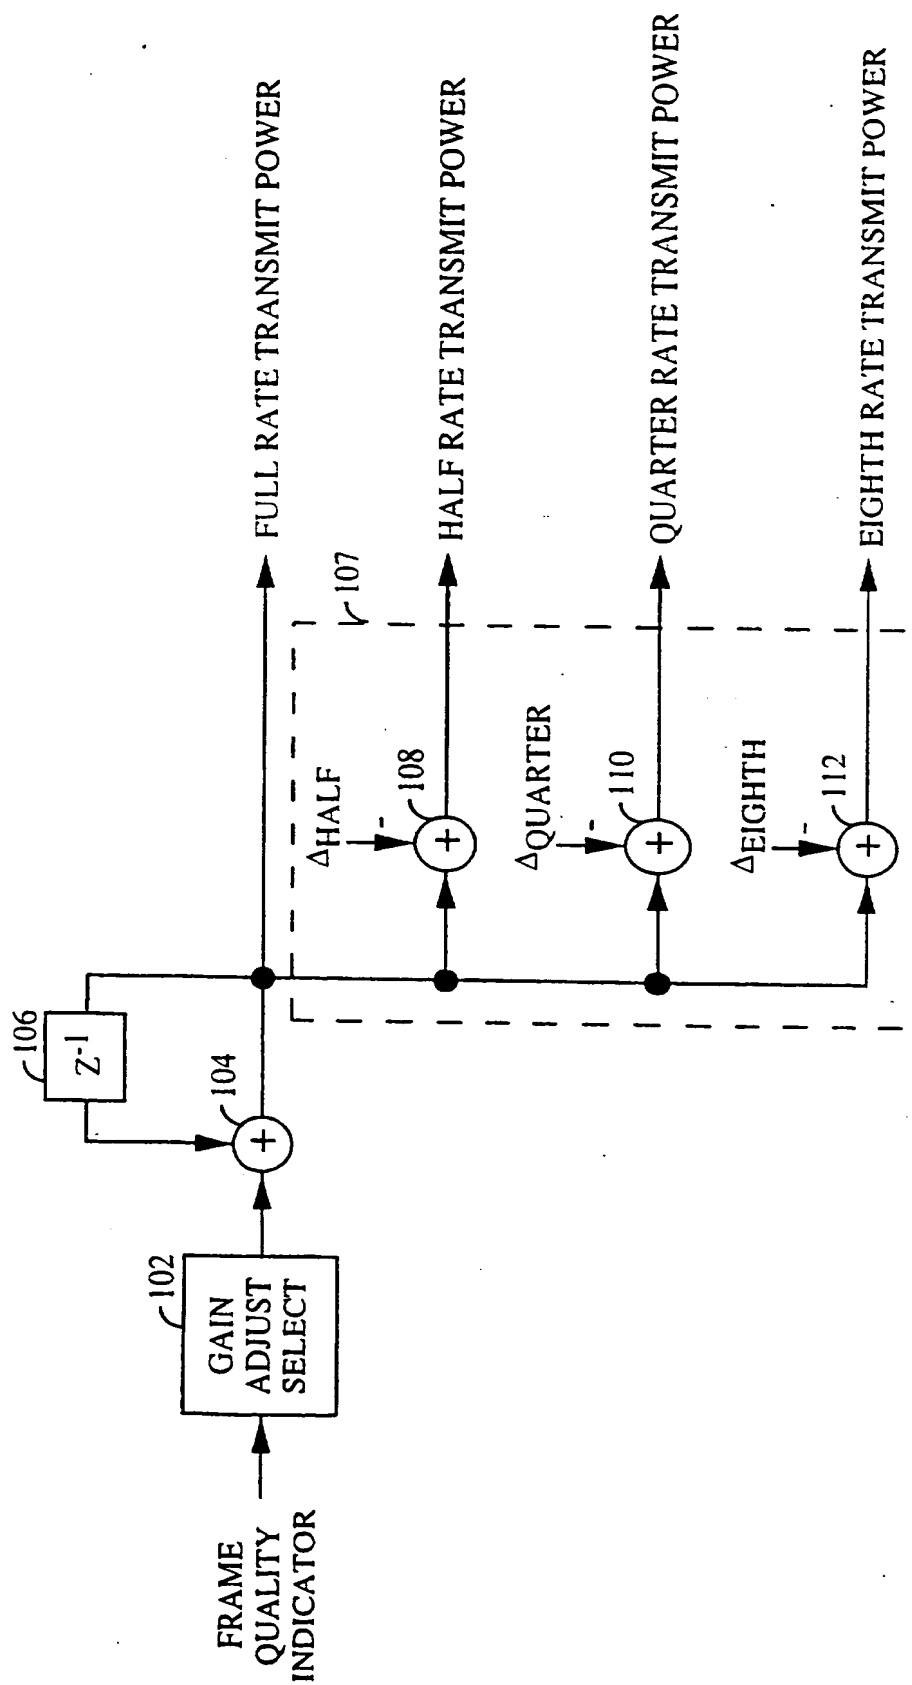 FRAME
QUALITY
INDICATOR
102
GAIN
ADJUST
SELECT
104
+
106
Z⁻¹
107
FULL RATE TRANSMIT POWER
ΔHALF
-
108
+
HALF RATE TRANSMIT POWER
ΔQUARTER
-
110
+
QUARTER RATE TRANSMIT POWER
ΔEIGHTH
-
112
+
EIGHTH RATE TRANSMIT POWER